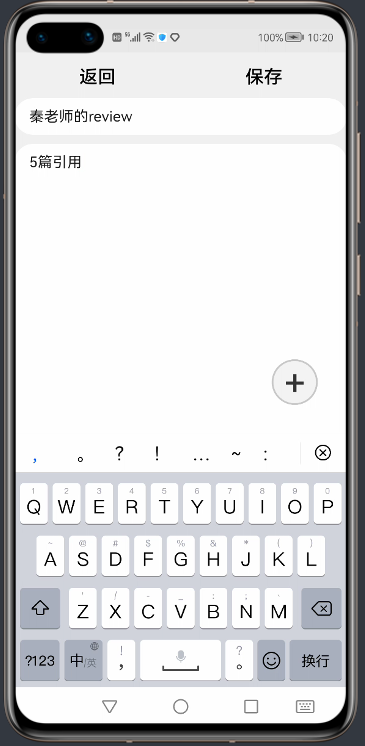 100% 10:20
返回 保存
秦老师的review
5篇引用
+
, 。 ? ! … ~ :
1 2 3 4 5 6 7 8 9 0
Q W E R T Y U I O P
~ @ # $ % & * ( )
A S D F G H J K L
' / - _ : ; 、
Z X C V B N M
?123 中/英 ! , ? 。 换行